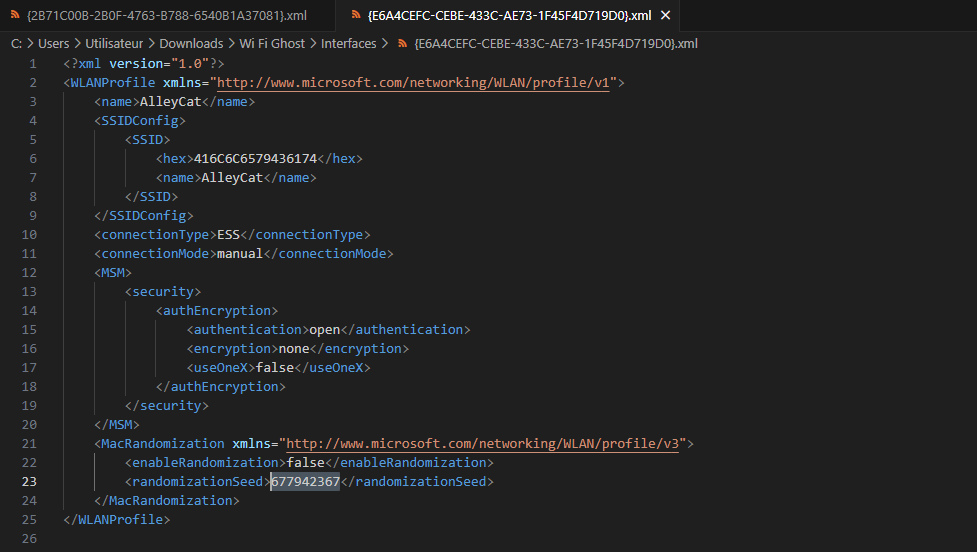 {2B71C00B-2B0F-4763-B788-6540B1A37081}.xml {E6A4CEFC-CEBE-433C-AE73-1F45F4D719D0}.xml ✕
C: > Users > Utilisateur > Downloads > Wi Fi Ghost > Interfaces > {E6A4CEFC-CEBE-433C-AE73-1F45F4D719D0}.xml
1 <?xml version="1.0"?>
2 <WLANProfile xmlns="http://www.microsoft.com/networking/WLAN/profile/v1">
3 <name>AlleyCat</name>
4 <SSIDConfig>
5 <SSID>
6 <hex>416C6C6579436174</hex>
7 <name>AlleyCat</name>
8 </SSID>
9 </SSIDConfig>
10 <connectionType>ESS</connectionType>
11 <connectionMode>manual</connectionMode>
12 <MSM>
13 <security>
14 <authEncryption>
15 <authentication>open</authentication>
16 <encryption>none</encryption>
17 <useOneX>false</useOneX>
18 </authEncryption>
19 </security>
20 </MSM>
21 <MacRandomization xmlns="http://www.microsoft.com/networking/WLAN/profile/v3">
22 <enableRandomization>false</enableRandomization>
23 <randomizationSeed>677942367</randomizationSeed>
24 </MacRandomization>
25 </WLANProfile>
26